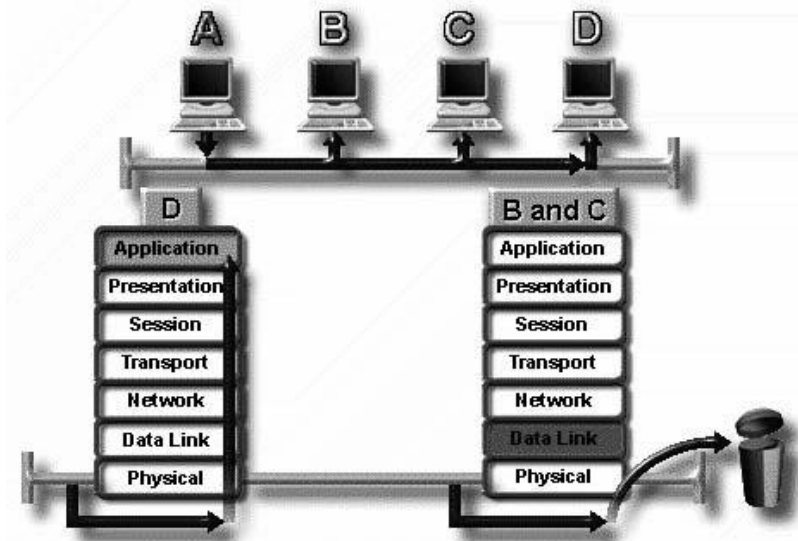 A B C D
D
Application
Presentation
Session
Transport
Network
Data Link
Physical
B and C
Application
Presentation
Session
Transport
Network
Data Link
Physical